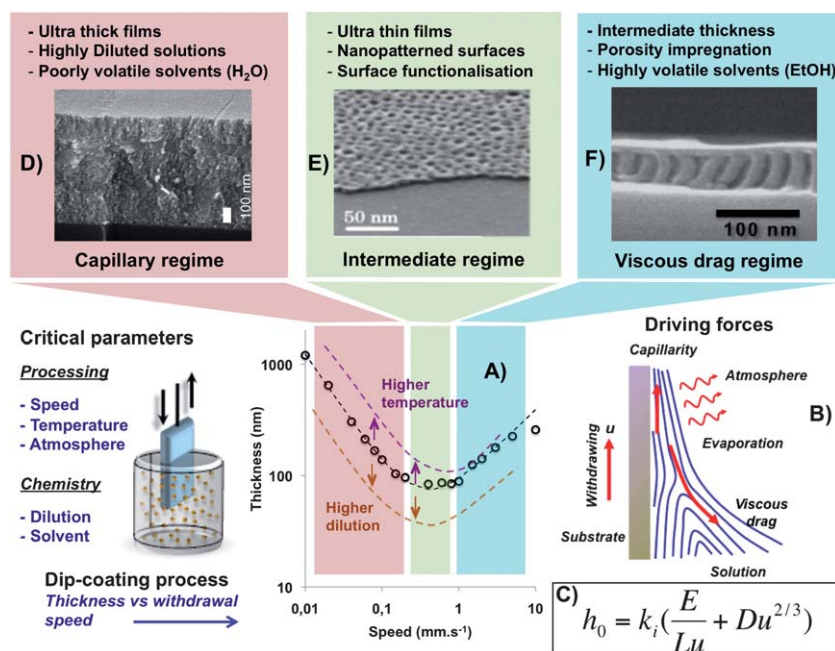 - Ultra thick films
- Highly Diluted solutions
- Poorly volatile solvents (H₂O)
D)
100 nm
Capillary regime
- Ultra thin films
- Nanopatterned surfaces
- Surface functionalisation
E)
50 nm
Intermediate regime
- Intermediate thickness
- Porosity impregnation
- Highly volatile solvents (EtOH)
F)
100 nm
Viscous drag regime
Critical parameters
Processing
- Speed
- Temperature
- Atmosphere
Chemistry
- Dilution
- Solvent
Dip-coating process
Thickness vs withdrawal
speed
A)
Thickness (nm)
1000
100
10
Higher
temperature
Higher
dilution
0,01
0,1
1
10
Speed (mm.s⁻¹)
Driving forces
Capillarity
Atmosphere
B)
Evaporation
Withdrawing u
Viscous
drag
Substrate
Solution
C) h₀ = kᵢ(E/Lu + Du^{2/3})